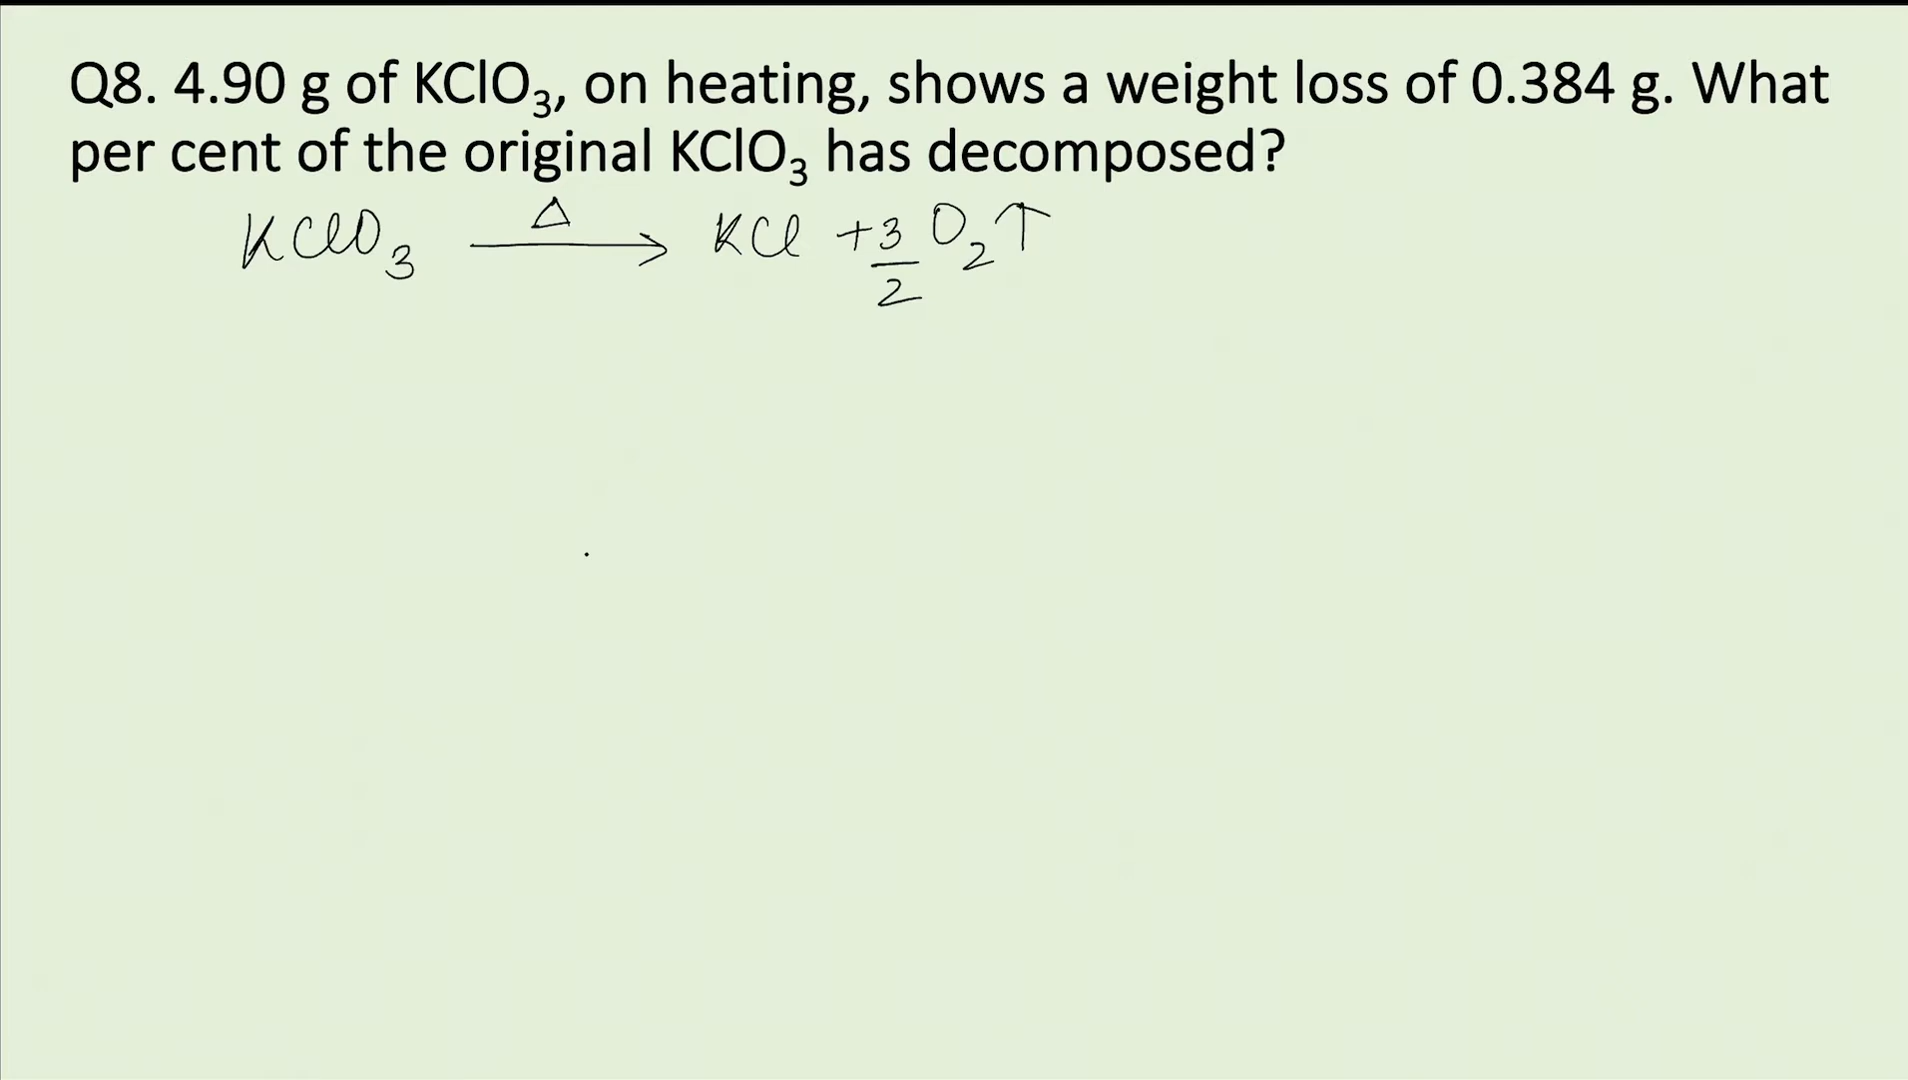 Q8. 4.90 g of KClO₃, on heating, shows a weight loss of 0.384 g. What
per cent of the original KClO₃ has decomposed?
KClO₃ —Δ→ KCl + 3/2 O₂↑